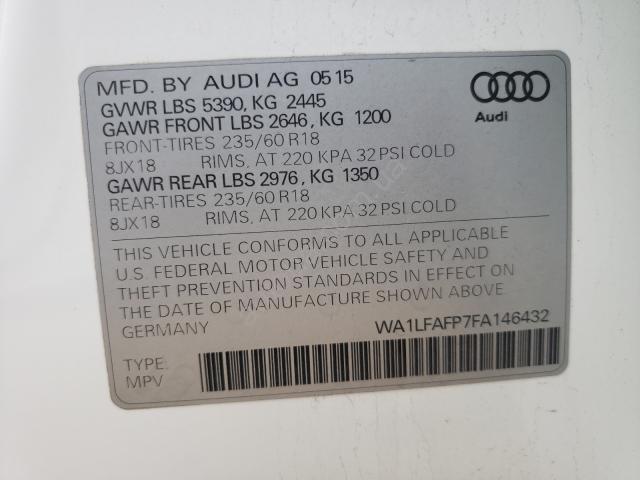 MFD. BY AUDI AG 05 15
GVWR LBS 5390, KG 2445
GAWR FRONT LBS 2646, KG 1200
FRONT-TIRES 235/60 R18
8JX18 RIMS, AT 220 KPA 32 PSI COLD
GAWR REAR LBS 2976, KG 1350
REAR-TIRES 235/60 R18
8JX18 RIMS, AT 220 KPA 32 PSI COLD
Audi
THIS VEHICLE CONFORMS TO ALL APPLICABLE
U.S. FEDERAL MOTOR VEHICLE SAFETY AND
THEFT PREVENTION STANDARDS IN EFFECT ON
THE DATE OF MANUFACTURE SHOWN ABOVE
GERMANY WA1LFAFP7FA146432
TYPE:
MPV